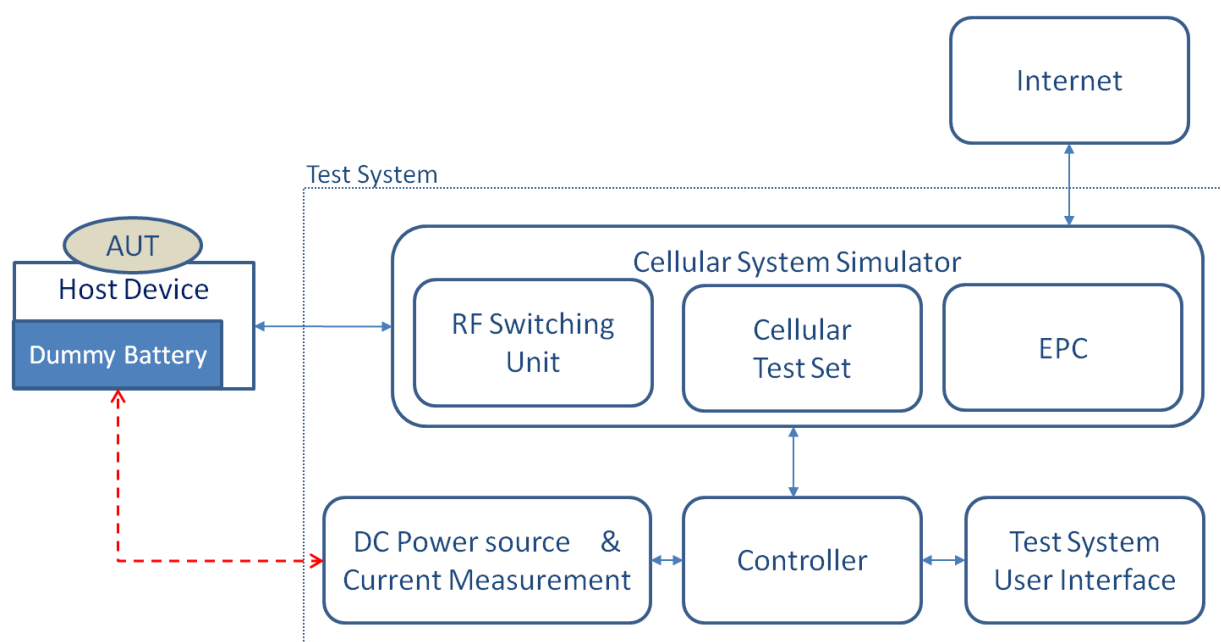 Internet
Test System
AUT
Host Device
Dummy Battery
Cellular System Simulator
RF Switching
Unit
Cellular
Test Set
EPC
DC Power source &
Current Measurement
Controller
Test System
User Interface